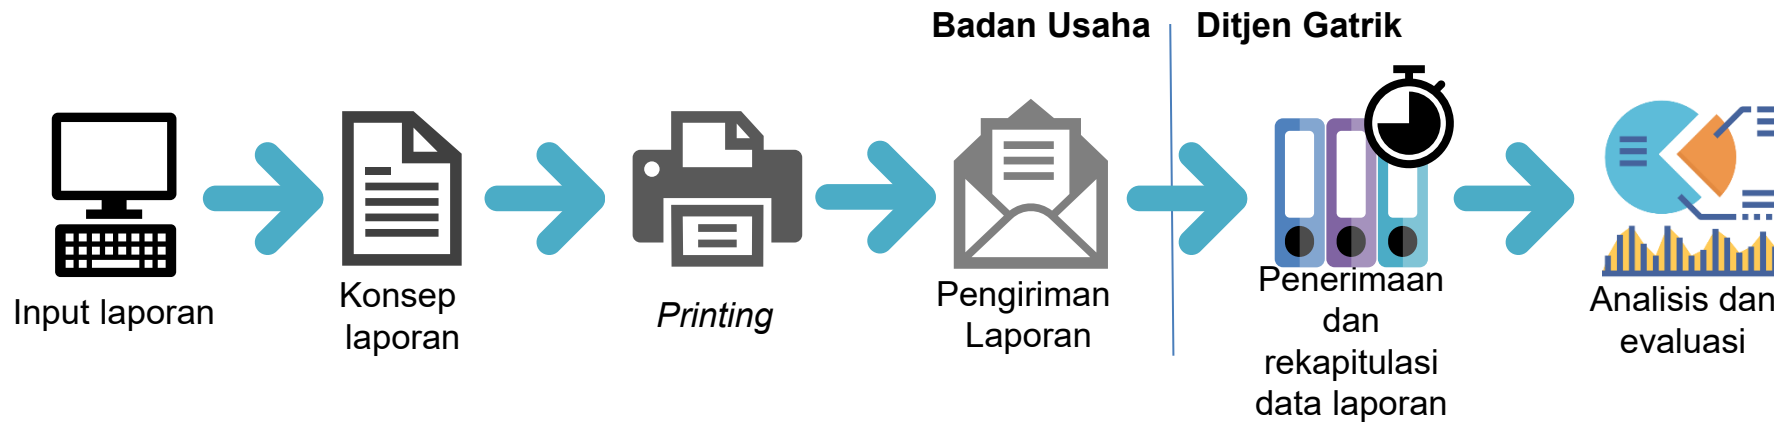 Badan Usaha
Ditjen Gatrik
Input laporan
Konsep
laporan
Printing
Pengiriman
Laporan
Penerimaan
dan
rekapitulasi
data laporan
Analisis dan
evaluasi